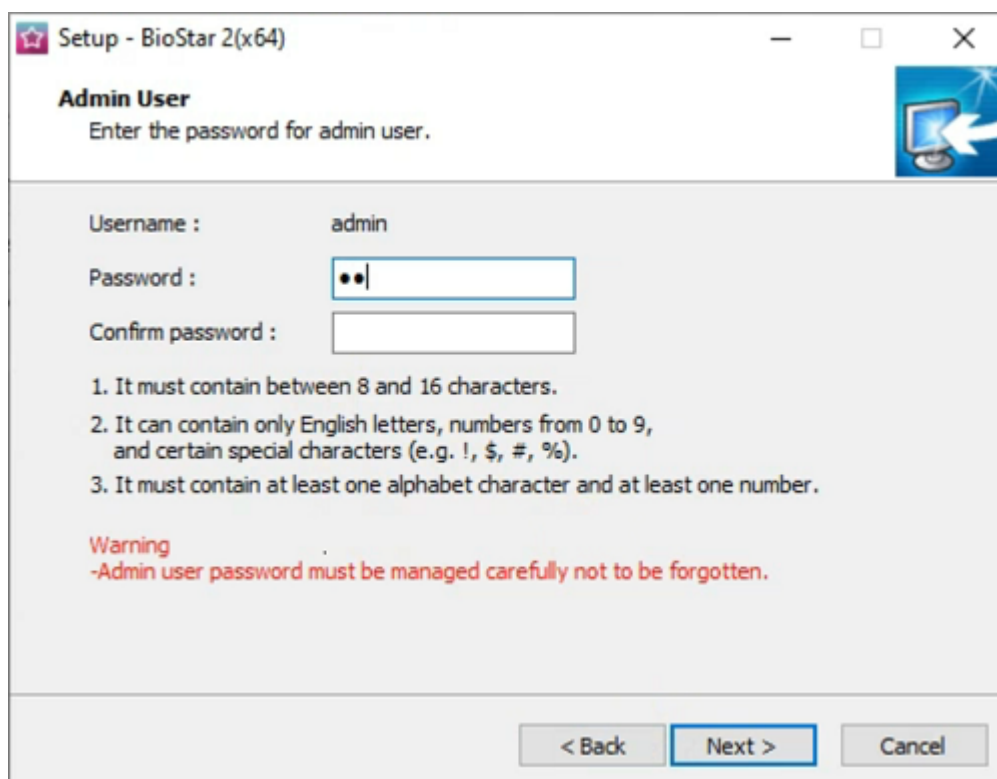 Setup - BioStar 2(x64)
Admin User
Enter the password for admin user.
Username : admin
Password : ●●
Confirm password :
1. It must contain between 8 and 16 characters.
2. It can contain only English letters, numbers from 0 to 9,
and certain special characters (e.g. !, $, #, %).
3. It must contain at least one alphabet character and at least one number.
Warning
-Admin user password must be managed carefully not to be forgotten.
< Back Next > Cancel